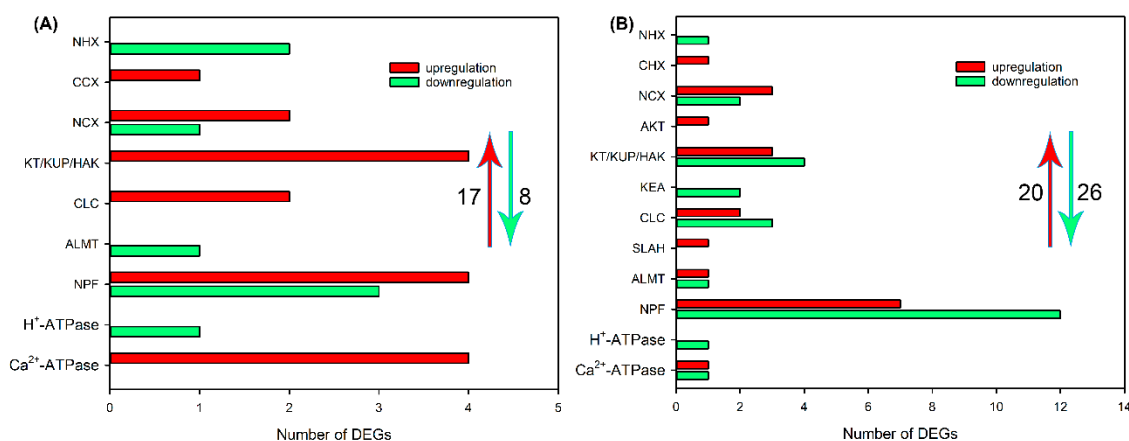 (A)
NHX
CCX
NCX
KT/KUP/HAK
CLC
ALMT
NPF
H⁺-ATPase
Ca²⁺-ATPase
upregulation
downregulation
17
8
0 1 2 3 4 5
Number of DEGs
(B)
NHX
CHX
NCX
AKT
KT/KUP/HAK
KEA
CLC
SLAH
ALMT
NPF
H⁺-ATPase
Ca²⁺-ATPase
upregulation
downregulation
20
26
0 2 4 6 8 10 12 14
Number of DEGs